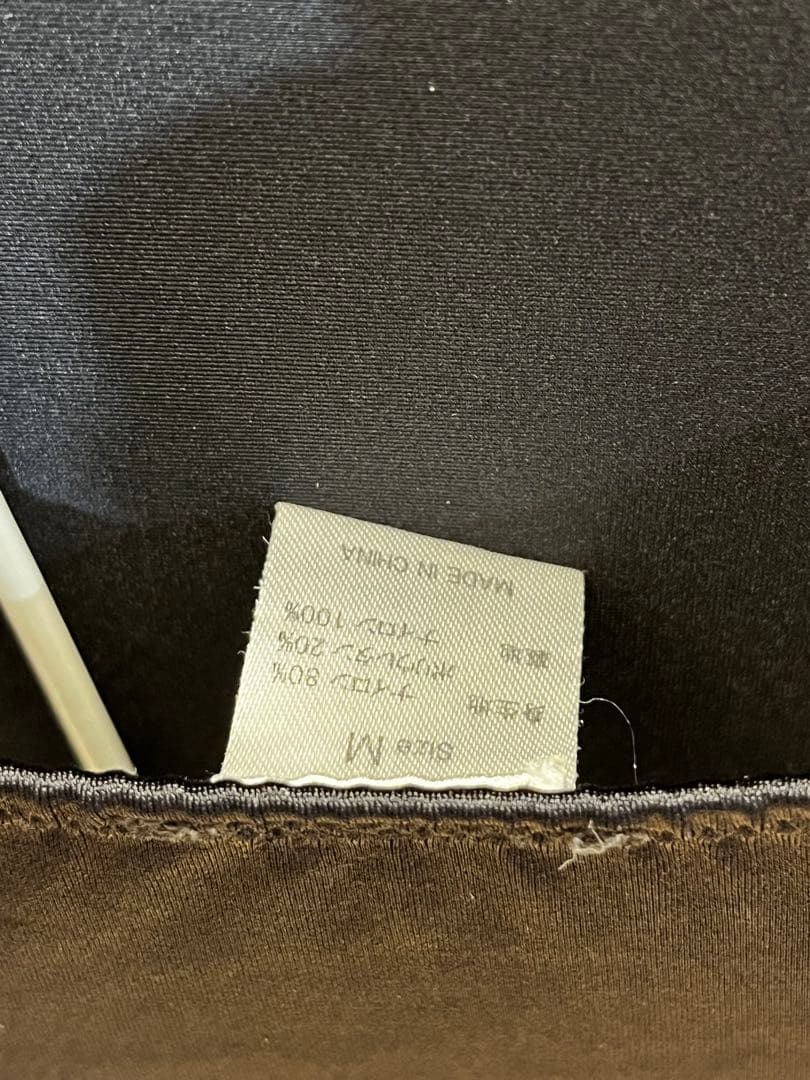 Size M
身生地 ナイロン 80%
ポリウレタン 20%
裏地 ナイロン 100%
MADE IN CHINA